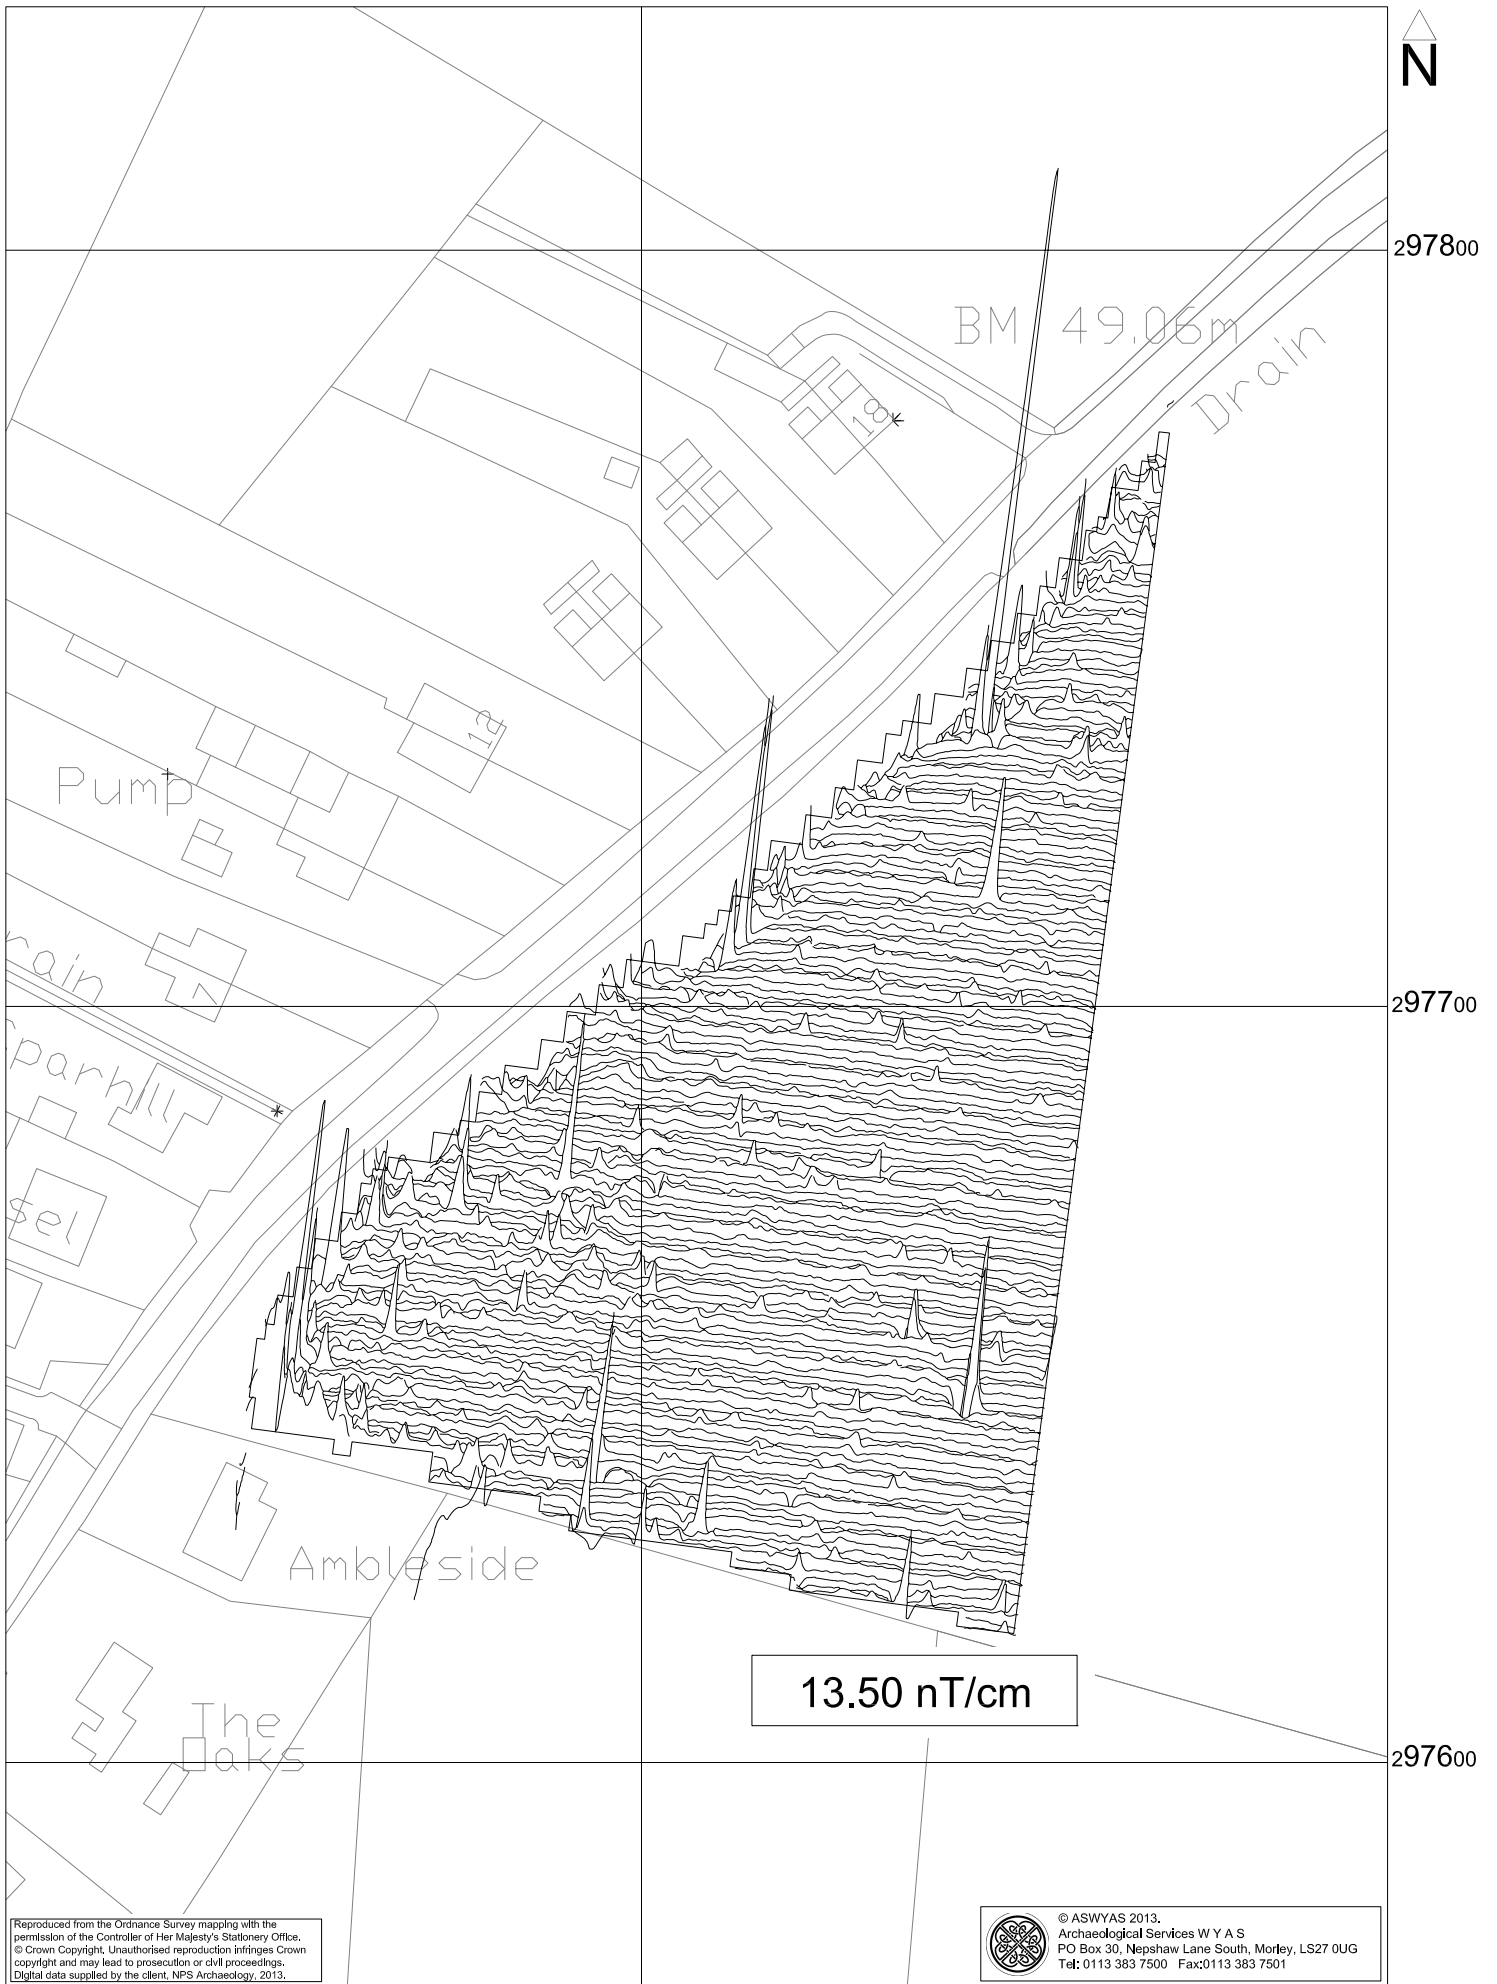 N
297800
BM 49.06m
Drain
18
12
Pump
297700
7
Ambleside
13.50 nT/cm
The
Oaks
297600
Reproduced from the Ordnance Survey mapping with the
permission of the Controller of Her Majesty's Stationery Office.
© Crown Copyright. Unauthorised reproduction infringes Crown
copyright and may lead to prosecution or civil proceedings.
Digital data supplied by the client, NPS Archaeology, 2013.
© ASWYAS 2013.
Archaeological Services W Y A S
PO Box 30, Nepshaw Lane South, Morley, LS27 0UG
Tel: 0113 383 7500 Fax:0113 383 7501